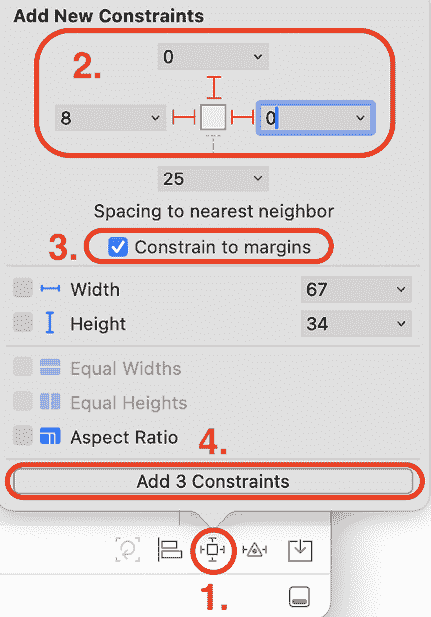 Add New Constraints
2.
0
8
0
25
Spacing to nearest neighbor
3.
Constrain to margins
Width 67
Height 34
Equal Widths
Equal Heights
Aspect Ratio
4.
Add 3 Constraints
1.